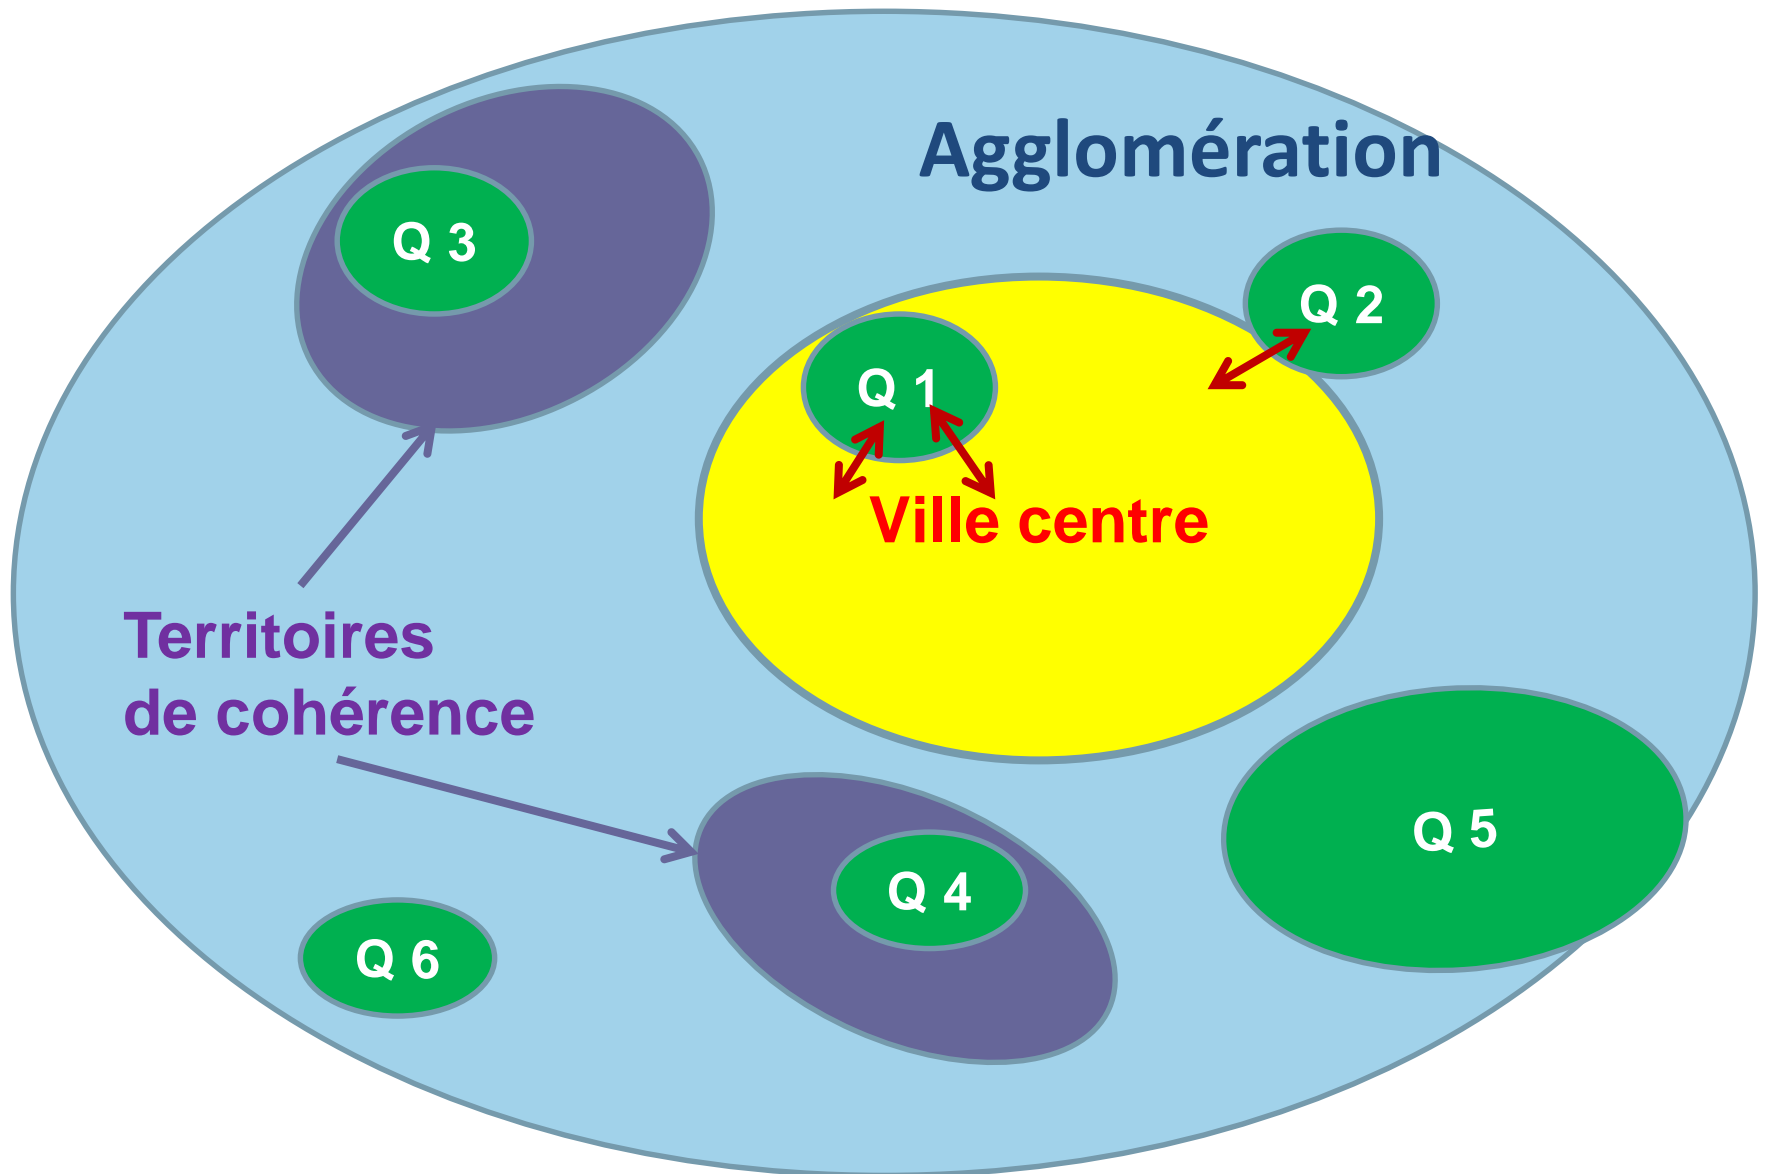 Agglomération
Q 3
Q 2
Q 1
Ville centre
Territoires
de cohérence
Q 5
Q 4
Q 6